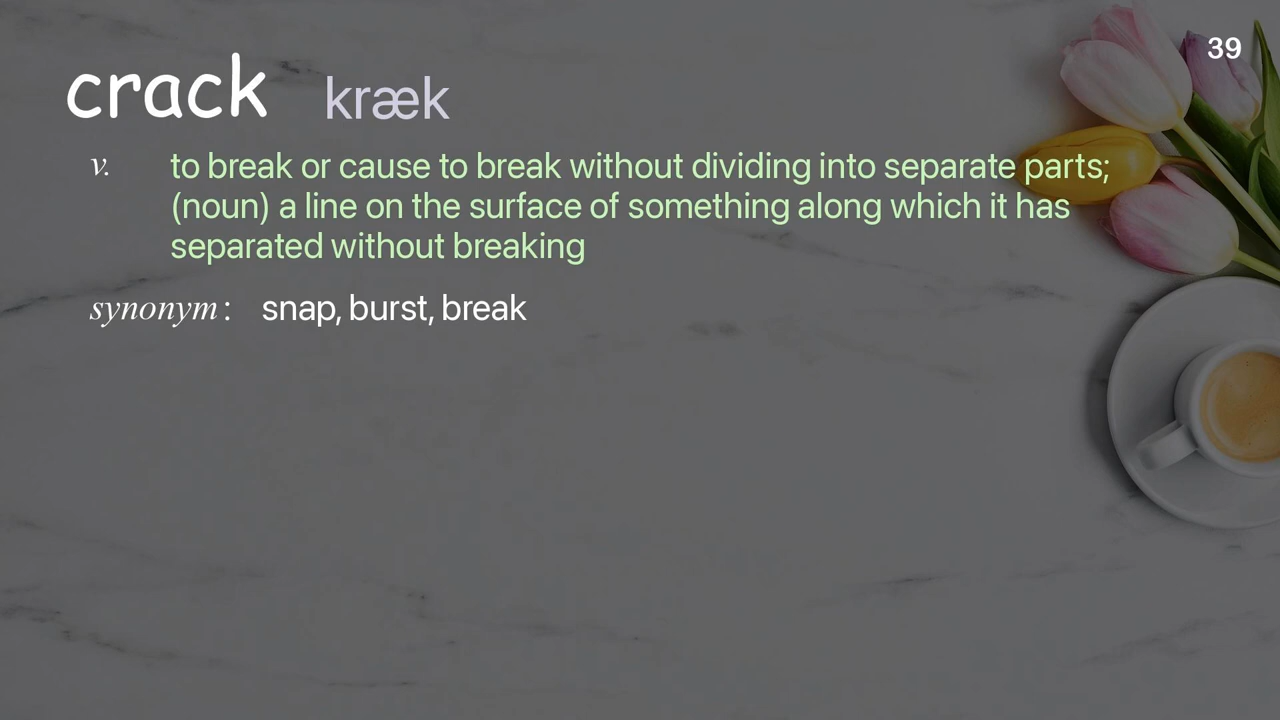 39
crack kræk
v. to break or cause to break without dividing into separate parts;
(noun) a line on the surface of something along which it has
separated without breaking
synonym: snap, burst, break